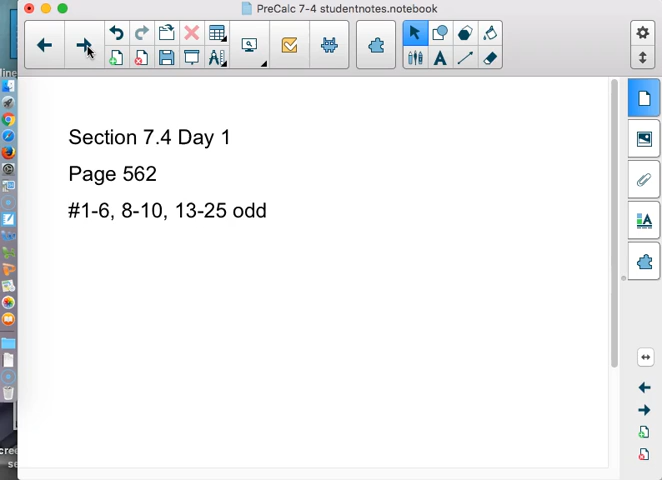 PreCalc 7-4 studentnotes.notebook
Section 7.4 Day 1
Page 562
#1-6, 8-10, 13-25 odd